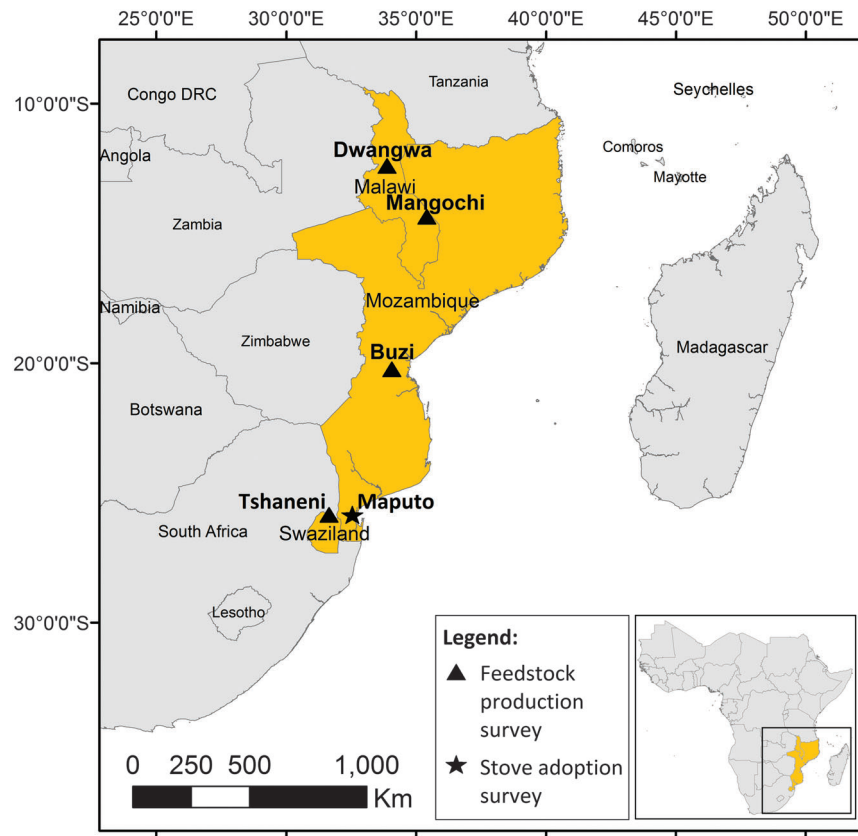 25°0'0"E 30°0'0"E 35°0'0"E 40°0'0"E 45°0'0"E 50°0'0"E
10°0'0"S
20°0'0"S
30°0'0"S
Tanzania
Congo DRC
Seychelles
Angola
Comoros
Dwangwa
Mayotte
Malawi
Mangochi
Zambia
Mozambique
Namibia
Zimbabwe
Madagascar
Buzi
Botswana
Tshaneni
Maputo
South Africa
Swaziland
Lesotho
Legend:
Feedstock
production
survey
Stove adoption
survey
0 250 500 1,000
Km